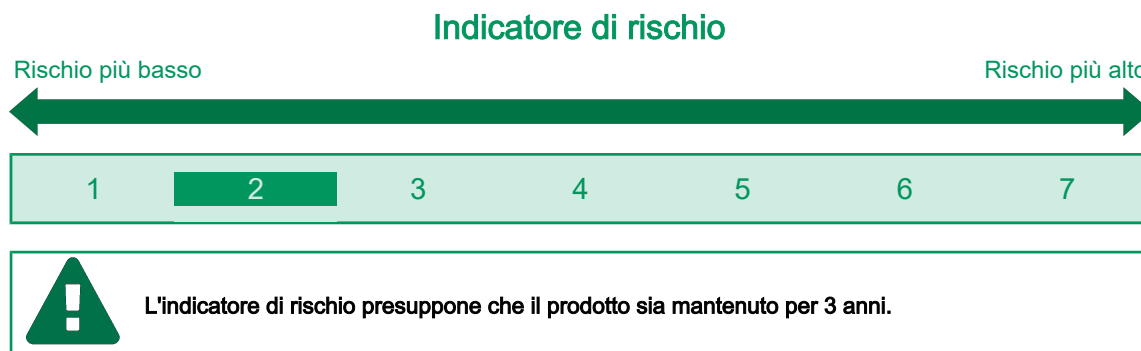 Indicatore di rischio
Rischio più basso Rischio più alto
1 2 3 4 5 6 7
L'indicatore di rischio presuppone che il prodotto sia mantenuto per 3 anni.